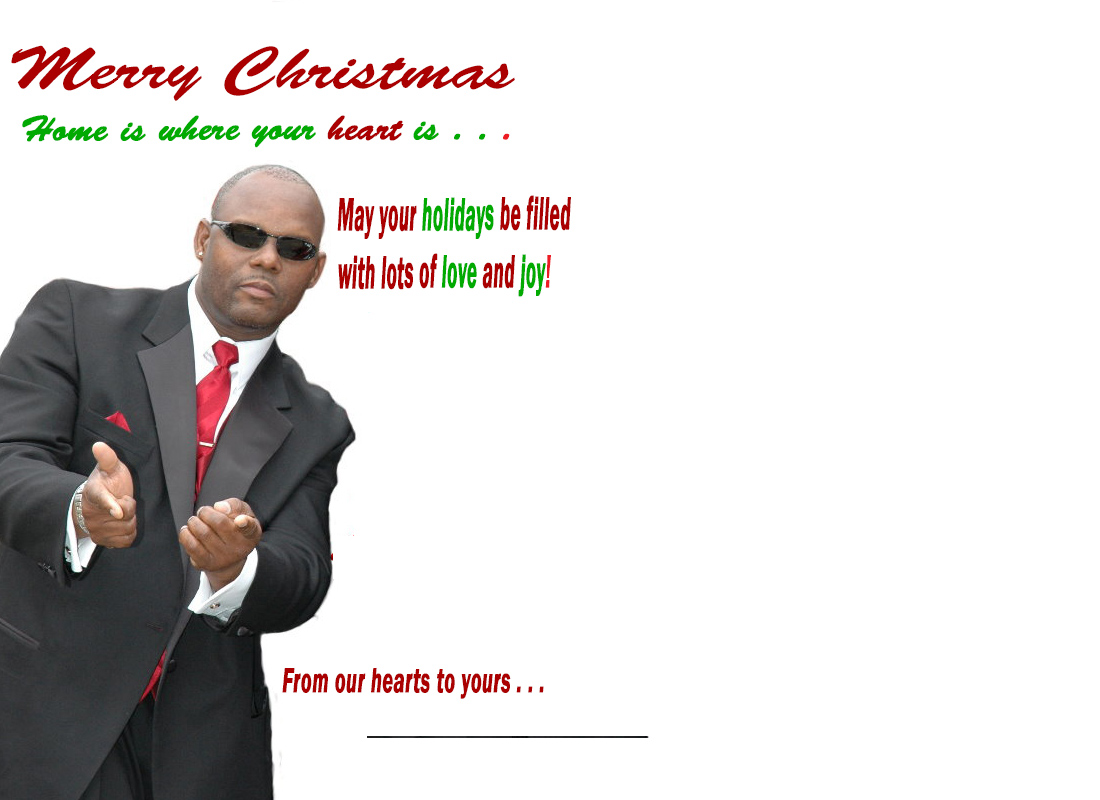 Merry Christmas
Home is where your heart is . . .
May your holidays be filled
with lots of love and joy!
From our hearts to yours . . .